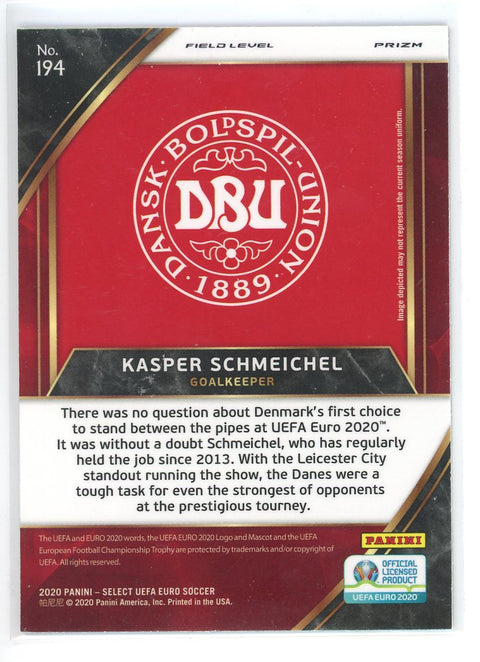 No.
194
FIELD LEVEL
PRIZM
DANSK · BOLDSPIL-UNION
DBU
· 1889 ·
Image depicted may not represent the current season uniform.
KASPER SCHMEICHEL
GOALKEEPER
There was no question about Denmark's first choice
to stand between the pipes at UEFA Euro 2020™.
It was without a doubt Schmeichel, who has regularly
held the job since 2013. With the Leicester City
standout running the show, the Danes were a
tough task for even the strongest of opponents
at the prestigious tourney.
The UEFA and EURO 2020 words, the UEFA EURO 2020 Logo and Mascot and the UEFA
European Football Championship Trophy are protected by trademarks and/or copyright of
UEFA. All rights reserved.
PANINI
OFFICIAL
LICENSED
PRODUCT
UEFA EURO 2020
2020 PANINI – SELECT UEFA EURO SOCCER
帕尼尼 © 2020 Panini America, Inc. Printed in the USA.